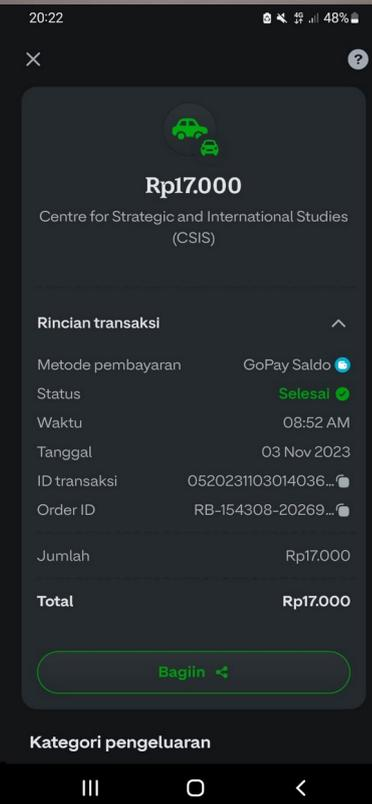 20:22
4G
48%
?
Rp17.000
Centre for Strategic and International Studies
(CSIS)
Rincian transaksi
Metode pembayaran GoPay Saldo
Status Selesai
Waktu 08:52 AM
Tanggal 03 Nov 2023
ID transaksi 0520231103014036...
Order ID RB-154308-20269...
Jumlah Rp17.000
Total Rp17.000
Bagiin
Kategori pengeluaran